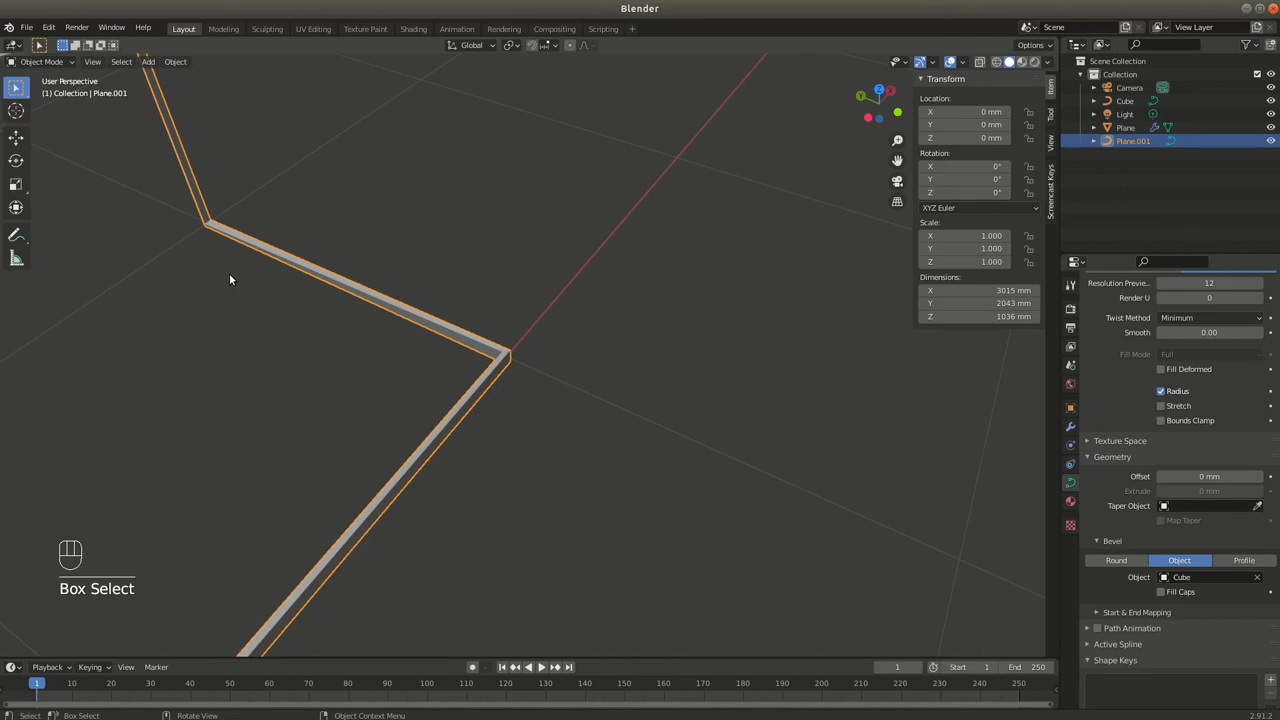 Blender
File Edit Render Window Help Layout Modeling Sculpting UV Editing Texture Paint Shading Animation Rendering Compositing Scripting + Scene View Layer
Global Options
Object Mode View Select Add Object
User Perspective
(1) Collection | Plane.001
Transform
Location:
X 0 mm
Y 0 mm
Z 0 mm
Rotation:
X 0°
Y 0°
Z 0°
XYZ Euler
Scale:
X 1.000
Y 1.000
Z 1.000
Dimensions:
X 3015 mm
Y 2043 mm
Z 1036 mm
Item
Tool
View
Screencast Keys
Scene Collection
Collection
Camera
Cube
Light
Plane
Plane.001
Resolution Previe... 12
Render U 0
Twist Method Minimum
Smooth 0.00
Fill Mode Full
Fill Deformed
Radius
Stretch
Bounds Clamp
Texture Space
Geometry
Offset 0 mm
Extrude 0 mm
Taper Object
Map Taper
Bevel
Round Object Profile
Object Cube
Fill Caps
Start & End Mapping
Path Animation
Active Spline
Shape Keys
Box Select
Playback Keying View Marker 1 Start 1 End 250
1 10 20 30 40 50 60 70 80 90 100 110 120 130 140 150 160 170 180 190 200 210 220 230 240 250
Select Box Select Rotate View Object Context Menu 2.91.2